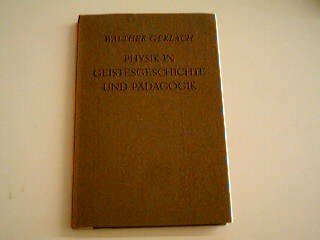 WALTHER GERLACH
PHYSIK IN
GEISTESGESCHICHTE
UND PÄDAGOGIK